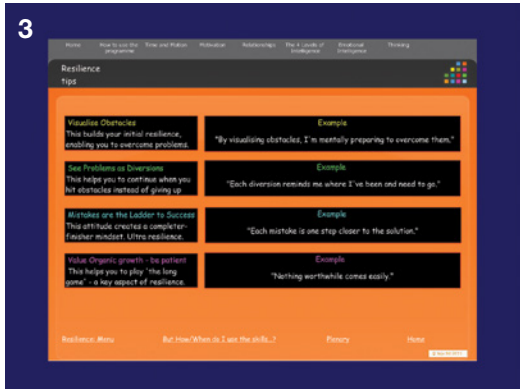 3
Home How to use the programme Time and Motion Motivation Relationships The 4 Levels of Intelligence Emotional Intelligence Thinking
Resilience
tips
Visualise Obstacles
This builds your initial resilience,
enabling you to overcome problems.
Example
"By visualising obstacles, I'm mentally preparing to overcome them."
See Problems as Diversions
This helps you to continue when you
hit obstacles instead of giving up
Example
"Each diversion reminds me where I've been and need to go."
Mistakes are the Ladder to Success
This attitude creates a completer-
finisher mindset. Ultra resilience.
Example
"Each mistake is one step closer to the solution."
Value Organic growth - be patient
This helps you to play 'the long
game' - a key aspect of resilience.
Example
"Nothing worthwhile comes easily."
Resilience: Menu But How/When do I use the skills..? Plenary Home